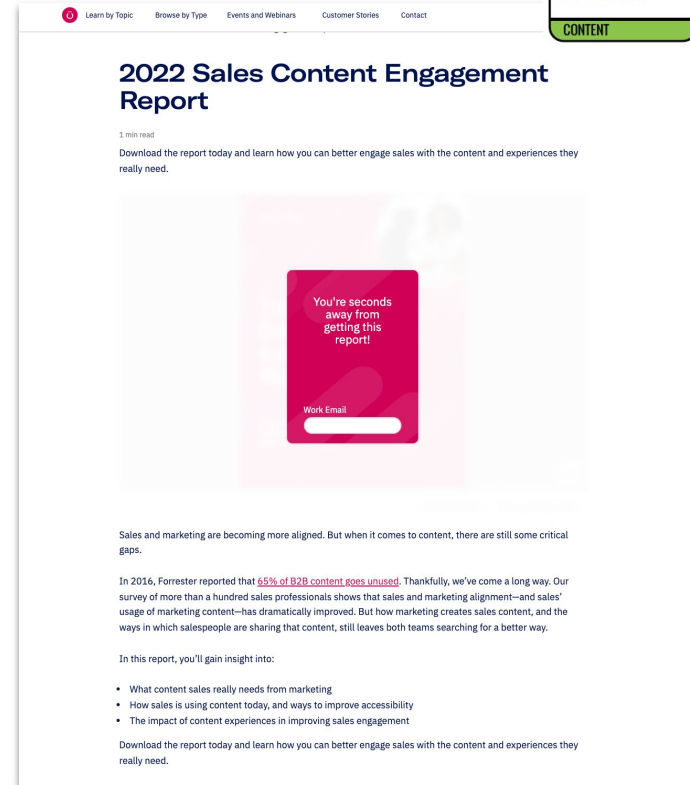 Learn by Topic Browse by Type Events and Webinars Customer Stories Contact
CONTENT
2022 Sales Content Engagement
Report
1 min read
Download the report today and learn how you can better engage sales with the content and experiences they
really need.
You're seconds
away from
getting this
report!
Work Email
Sales and marketing are becoming more aligned. But when it comes to content, there are still some critical
gaps.
In 2016, Forrester reported that 65% of B2B content goes unused. Thankfully, we’ve come a long way. Our
survey of more than a hundred sales professionals shows that sales and marketing alignment—and sales’
usage of marketing content—has dramatically improved. But how marketing creates sales content, and the
ways in which salespeople are sharing that content, still leaves both teams searching for a better way.
In this report, you’ll gain insight into:
• What content sales really needs from marketing
• How sales is using content today, and ways to improve accessibility
• The impact of content experiences in improving sales engagement
Download the report today and learn how you can better engage sales with the content and experiences they
really need.